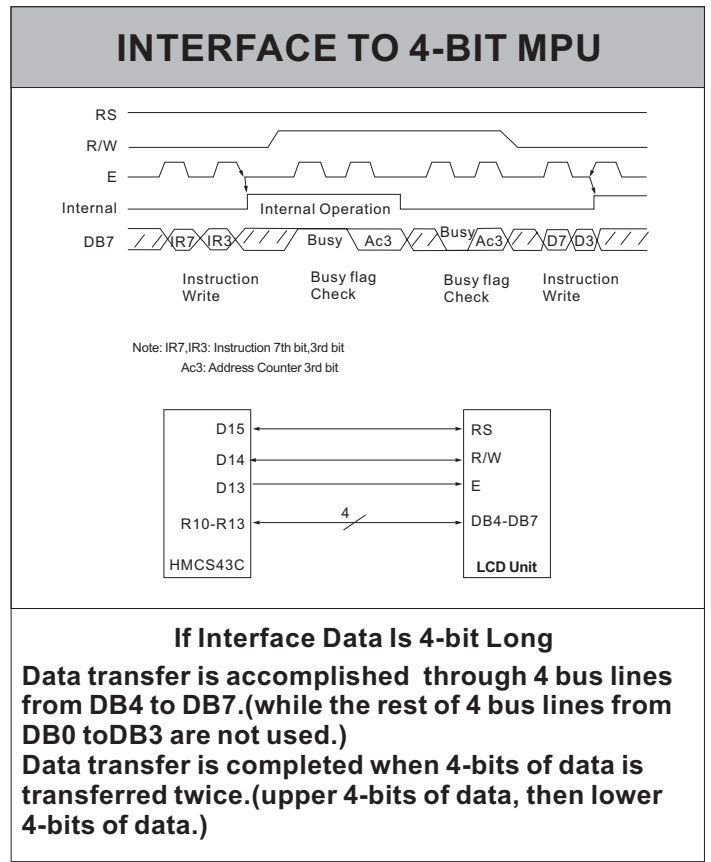 INTERFACE TO 4-BIT MPU
RS
R/W
E
Internal
Internal Operation
DB7
IR7
IR3
Busy
Ac3
Busy
Ac3
D7
D3
Instruction
Write
Busy flag
Check
Busy flag
Check
Instruction
Write
Note: IR7,IR3: Instruction 7th bit,3rd bit
Ac3: Address Counter 3rd bit
D15
RS
D14
R/W
D13
E
R10-R13
4
DB4-DB7
HMCS43C
LCD Unit
If Interface Data Is 4-bit Long
Data transfer is accomplished through 4 bus lines
from DB4 to DB7.(while the rest of 4 bus lines from
DB0 toDB3 are not used.)
Data transfer is completed when 4-bits of data is
transferred twice.(upper 4-bits of data, then lower
4-bits of data.)